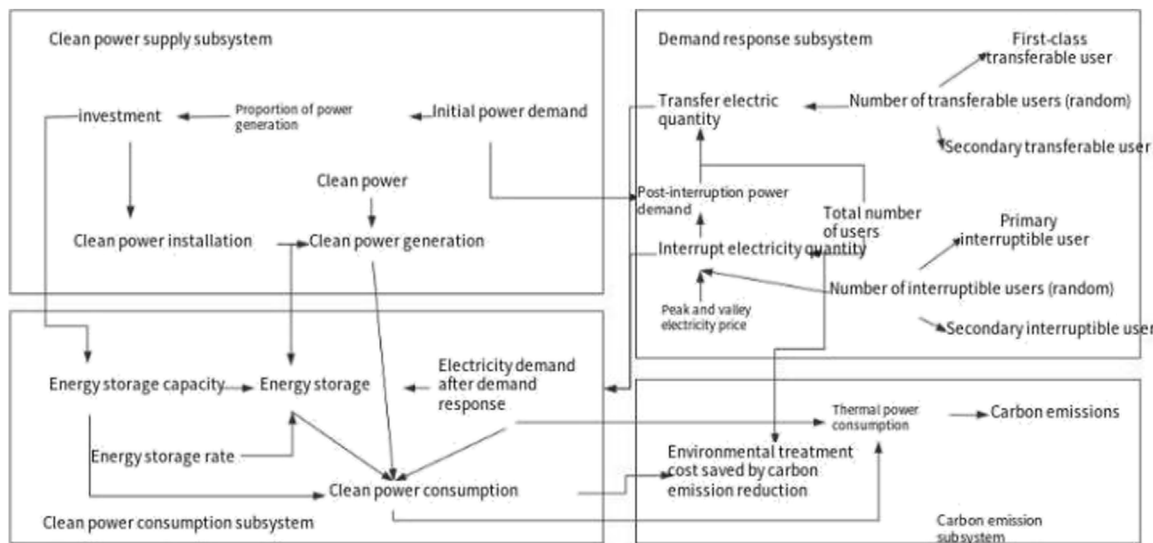 Clean power supply subsystem
investment
Proportion of power
generation
Initial power demand
Clean power
Clean power installation
Clean power generation
Demand response subsystem
First-class
transferable user
Transfer electric
quantity
Number of transferable users (random)
Secondary transferable user
Post-interruption power
demand
Total number
of users
Primary
interruptible user
Interrupt electricity quantity
Number of interruptible users (random)
Peak and valley
electricity price
Secondary interruptible user
Energy storage capacity
Energy storage
Electricity demand
after demand
response
Energy storage rate
Clean power consumption
Clean power consumption subsystem
Thermal power
consumption
Carbon emissions
Environmental treatment
cost saved by carbon
emission reduction
Carbon emission
subsystem